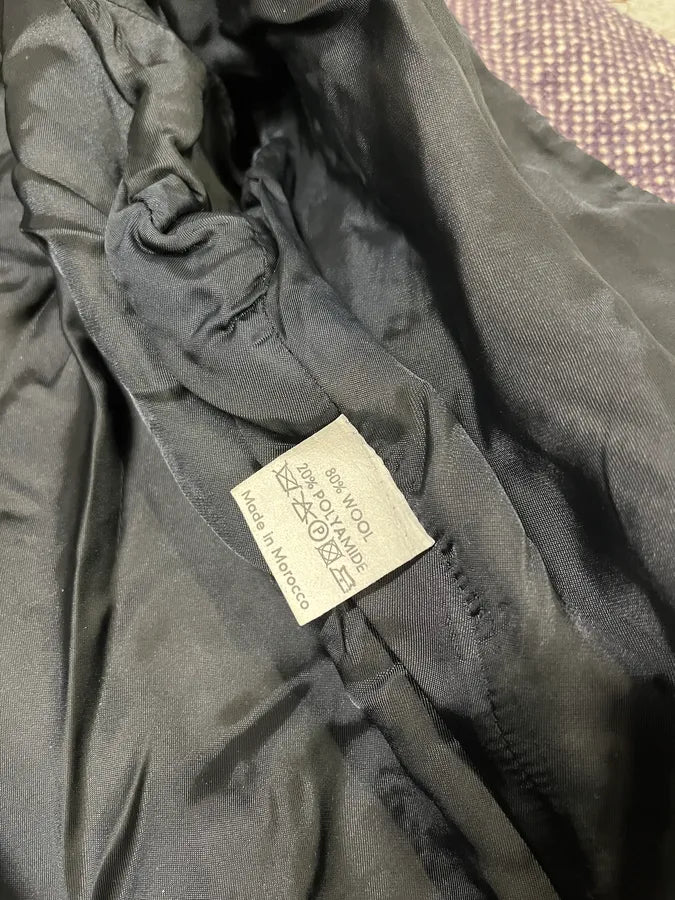 80% WOOL
20% POLYAMIDE
P
Made in Morocco